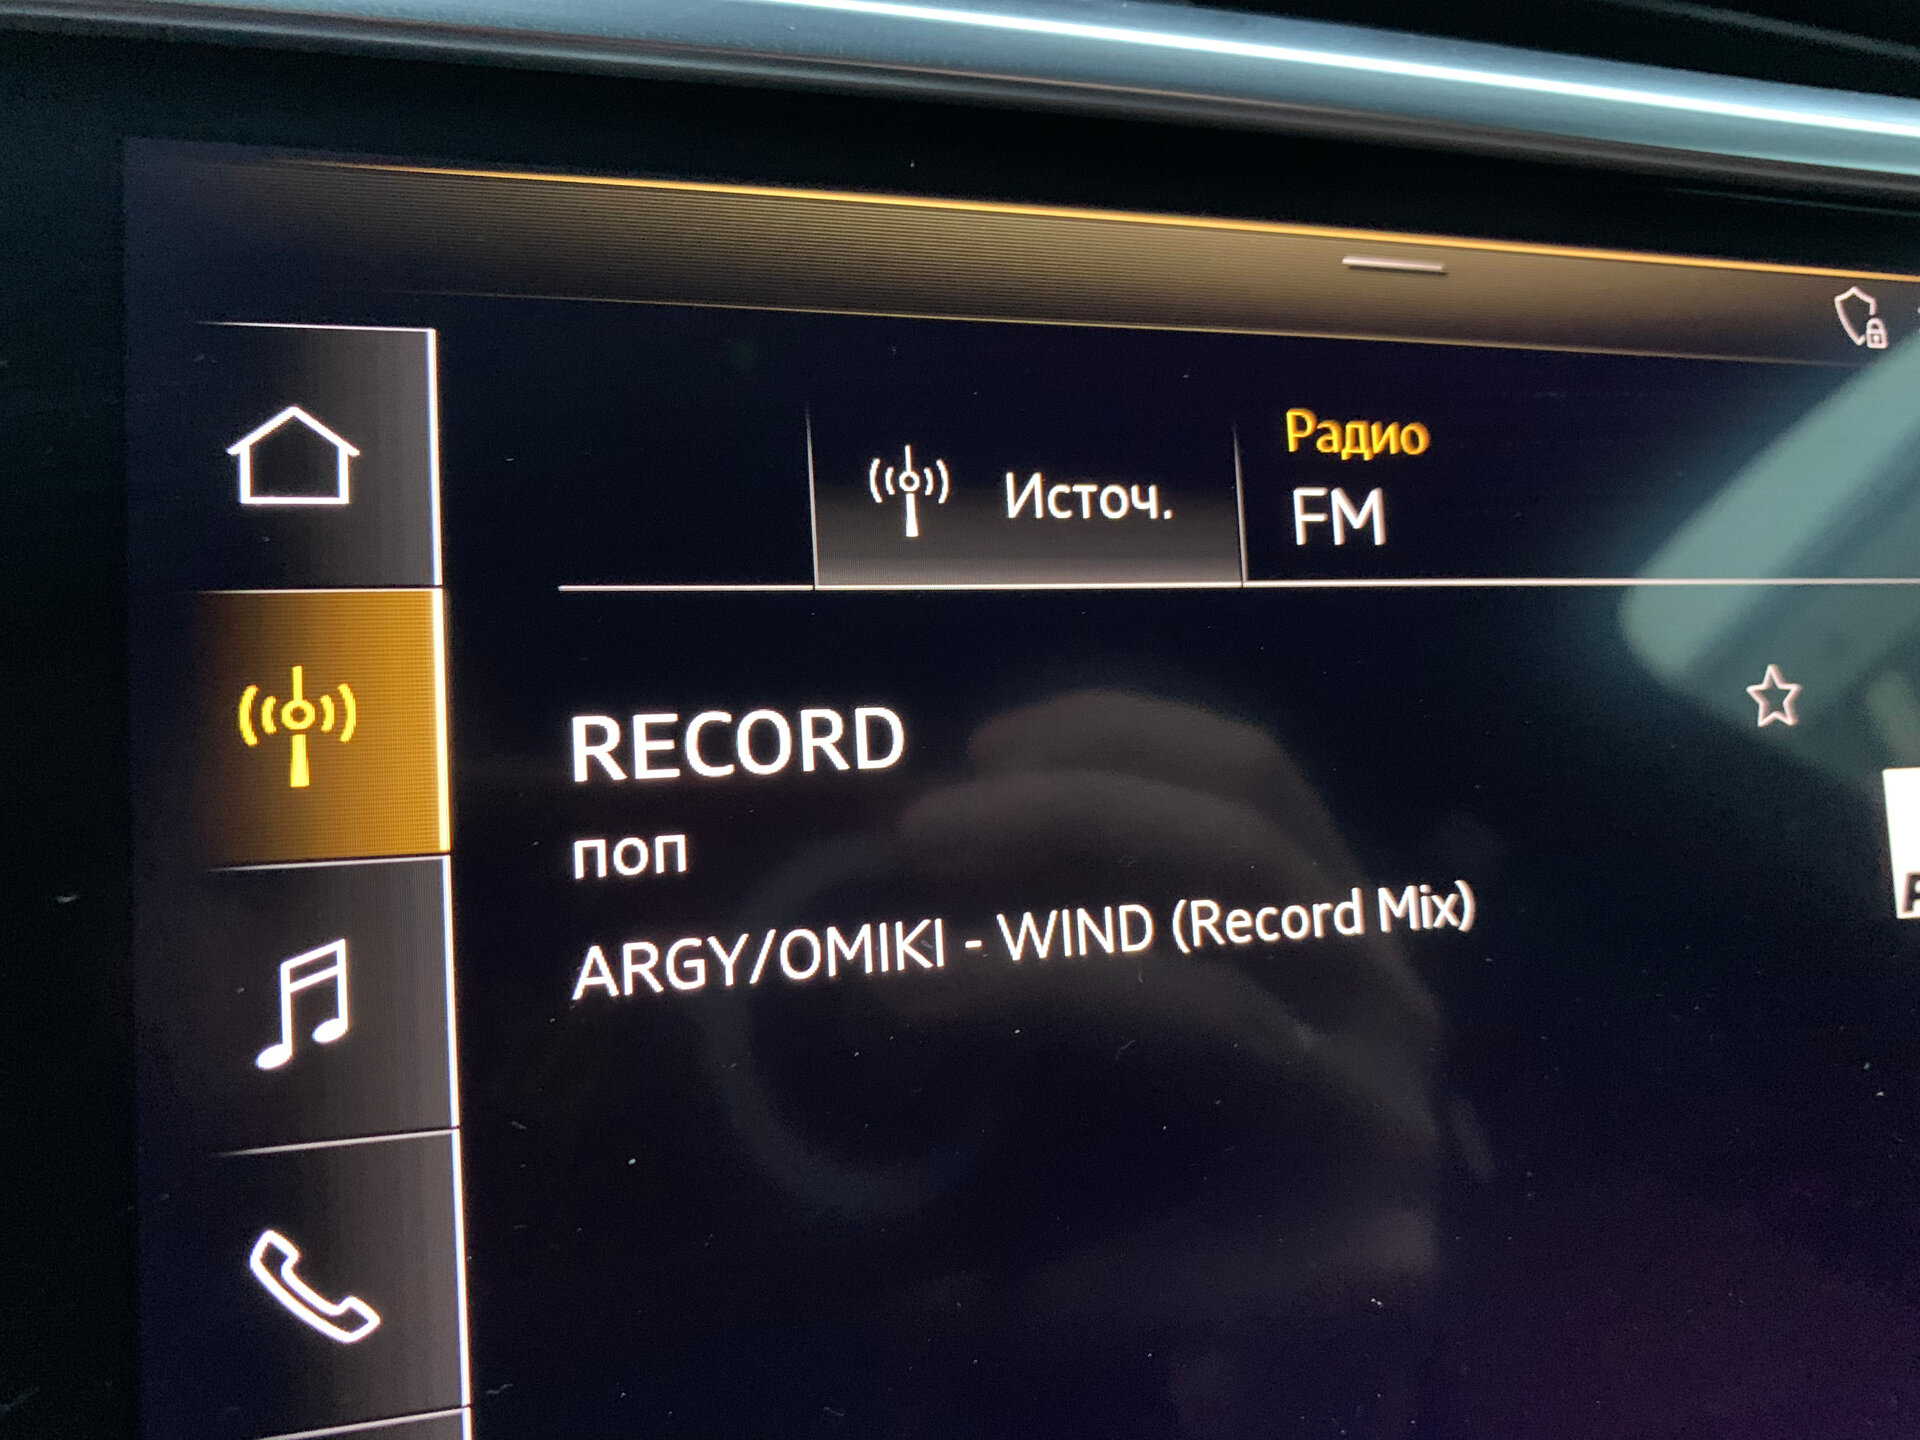 Радио
Источ.
FM
RECORD
поп
ARGY/OMIKI - WIND (Record Mix)